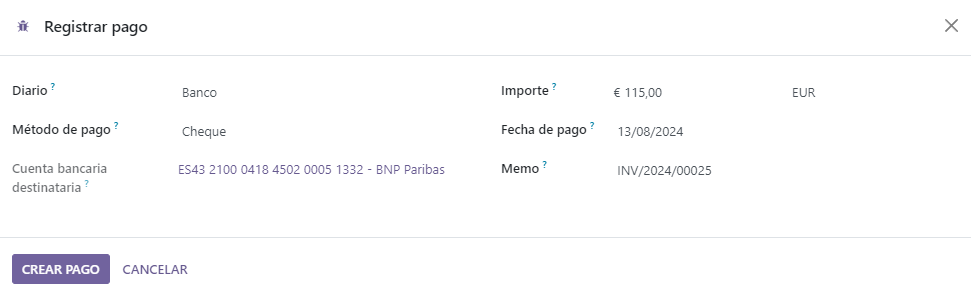 Registrar pago
Diario ?
Banco
Importe ?
€ 115,00
EUR
Método de pago ?
Cheque
Fecha de pago ?
13/08/2024
Cuenta bancaria
destinataria ?
ES43 2100 0418 4502 0005 1332 - BNP Paribas
Memo ?
INV/2024/00025
CREAR PAGO
CANCELAR